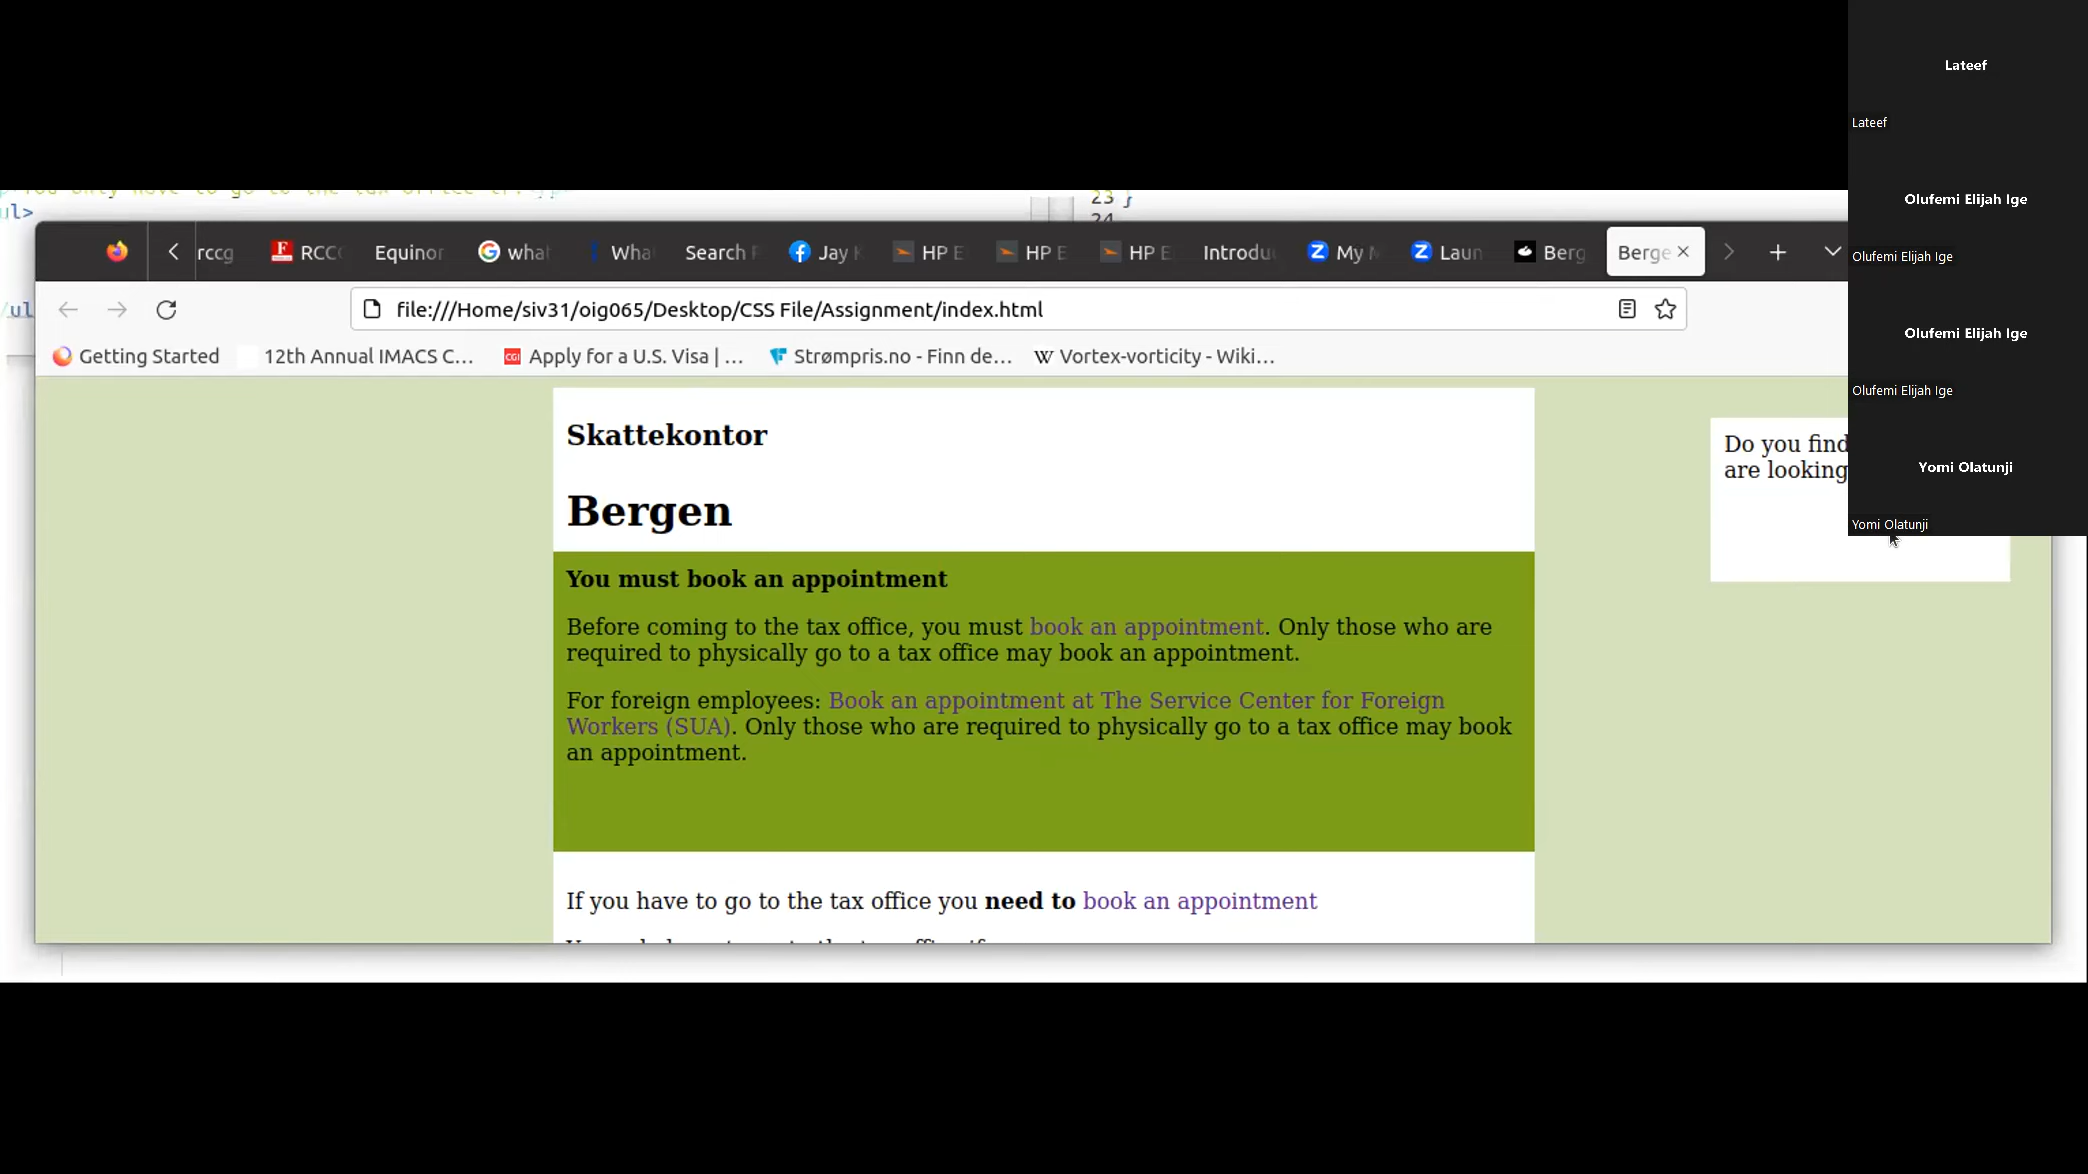 Lateef
Lateef
Olufemi Elijah Ige
Olufemi Elijah Ige
Olufemi Elijah Ige
Olufemi Elijah Ige
Yomi Olatunji
Yomi Olatunji
ul>
23 }
24
rccg RCCG Equinor what Wha Search Jay HP E HP E HP E Introdu My Laun Berg Berge
/ul
file:///Home/siv31/oig065/Desktop/CSS File/Assignment/index.html
Getting Started 12th Annual IMACS C... CGI Apply for a U.S. Visa | ... Strømpris.no - Finn de... W Vortex-vorticity - Wiki...
Skattekontor
Bergen
You must book an appointment
Before coming to the tax office, you must book an appointment. Only those who are
required to physically go to a tax office may book an appointment.
For foreign employees: Book an appointment at The Service Center for Foreign
Workers (SUA). Only those who are required to physically go to a tax office may book
an appointment.
If you have to go to the tax office you need to book an appointment
Do you find
are looking